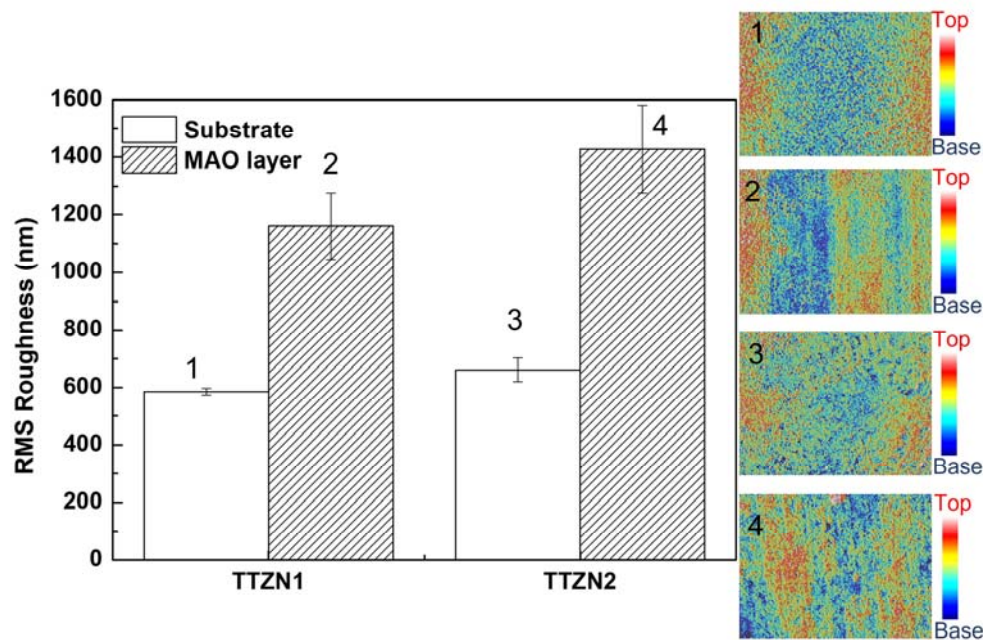 RMS Roughness (nm)
1600
1400
1200
1000
800
600
400
200
0
Substrate
MAO layer
1
2
3
4
TTZN1
TTZN2
1
Top
Base
2
Top
Base
3
Top
Base
4
Top
Base